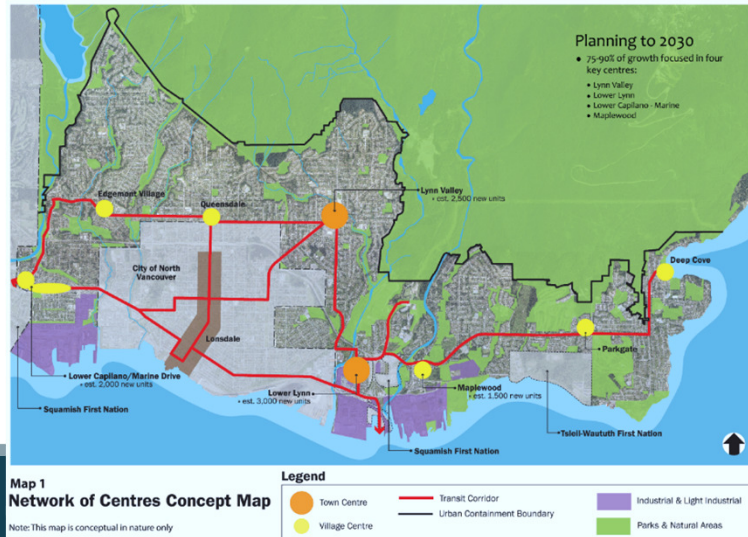 Planning to 2030
• 75-90% of growth focused in four
key centres:
• Lynn Valley
• Lower Lynn
• Lower Capilano - Marine
• Maplewood
Edgemont Village
Queensdale
Lynn Valley
• est. 2,500 new units
City of North
Vancouver
Deep Cove
Lonsdale
Parkgate
Lower Capilano/Marine Drive
• est. 2,000 new units
Lower Lynn
• est. 3,000 new units
Maplewood
• est. 1,500 new units
Squamish First Nation
Tsleil-Waututh First Nation
Squamish First Nation
Map 1
Network of Centres Concept Map
Note: This map is conceptual in nature only
Legend
Town Centre
Village Centre
Transit Corridor
Urban Containment Boundary
Industrial & Light Industrial
Parks & Natural Areas